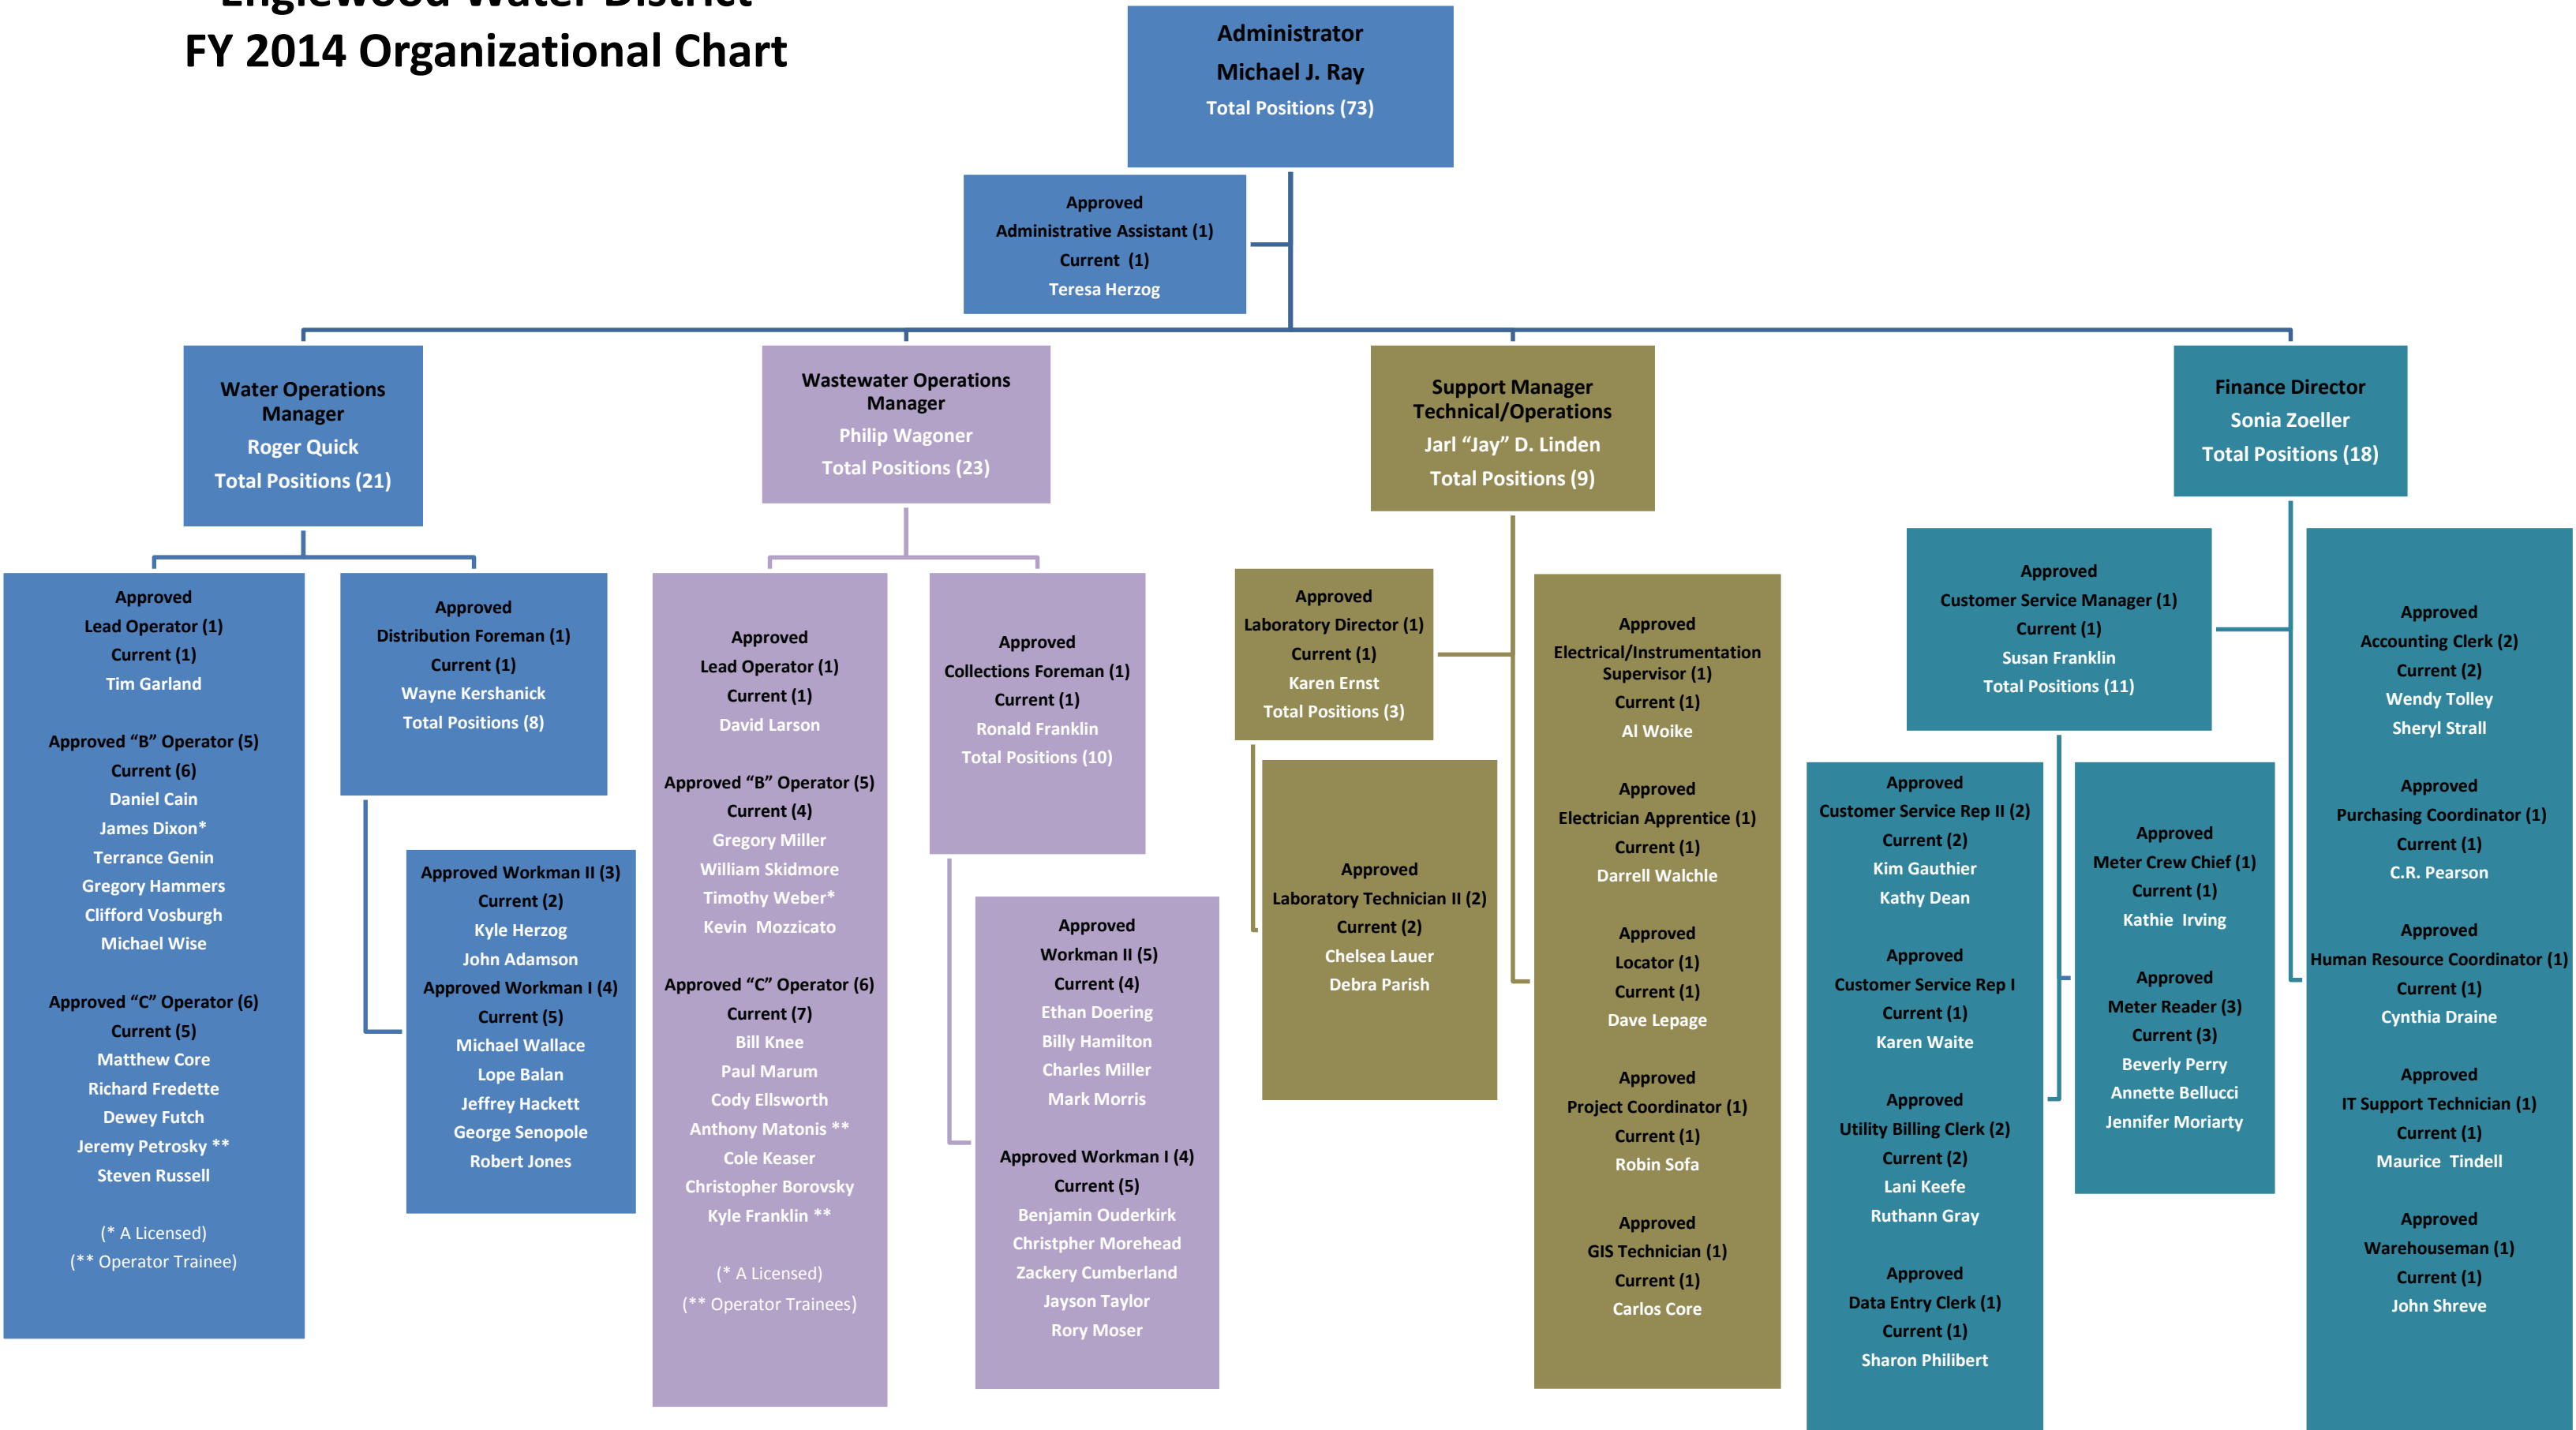 Englewood Water District
FY 2014 Organizational Chart
Administrator
Michael J. Ray
Total Positions (73)
Approved
Administrative Assistant (1)
Current (1)
Teresa Herzog
Water Operations
Manager
Roger Quick
Total Positions (21)
Wastewater Operations
Manager
Philip Wagoner
Total Positions (23)
Support Manager
Technical/Operations
Jarl “Jay” D. Linden
Total Positions (9)
Finance Director
Sonia Zoeller
Total Positions (18)
Approved
Lead Operator (1)
Current (1)
Tim Garland
Approved “B” Operator (5)
Current (6)
Daniel Cain
James Dixon*
Terrance Genin
Gregory Hammers
Clifford Vosburgh
Michael Wise
Approved “C” Operator (6)
Current (5)
Matthew Core
Richard Fredette
Dewey Futch
Jeremy Petrosky **
Steven Russell
(* A Licensed)
(** Operator Trainee)
Approved
Distribution Foreman (1)
Current (1)
Wayne Kershanick
Total Positions (8)
Approved Workman II (3)
Current (2)
Kyle Herzog
John Adamson
Approved Workman I (4)
Current (5)
Michael Wallace
Lope Balan
Jeffrey Hackett
George Senopole
Robert Jones
Approved
Lead Operator (1)
Current (1)
David Larson
Approved “B” Operator (5)
Current (4)
Gregory Miller
William Skidmore
Timothy Weber*
Kevin Mozzicato
Approved “C” Operator (6)
Current (7)
Bill Knee
Paul Marum
Cody Ellsworth
Anthony Matonis **
Cole Keaser
Christopher Borovsky
Kyle Franklin **
(* A Licensed)
(** Operator Trainees)
Approved
Collections Foreman (1)
Current (1)
Ronald Franklin
Total Positions (10)
Approved
Workman II (5)
Current (4)
Ethan Doering
Billy Hamilton
Charles Miller
Mark Morris
Approved Workman I (4)
Current (5)
Benjamin Ouderkirk
Christpher Morehead
Zackery Cumberland
Jayson Taylor
Rory Moser
Approved
Laboratory Director (1)
Current (1)
Karen Ernst
Total Positions (3)
Approved
Laboratory Technician II (2)
Current (2)
Chelsea Lauer
Debra Parish
Approved
Electrical/Instrumentation
Supervisor (1)
Current (1)
Al Woike
Approved
Electrician Apprentice (1)
Current (1)
Darrell Walchle
Approved
Locator (1)
Current (1)
Dave Lepage
Approved
Project Coordinator (1)
Current (1)
Robin Sofa
Approved
GIS Technician (1)
Current (1)
Carlos Core
Approved
Customer Service Manager (1)
Current (1)
Susan Franklin
Total Positions (11)
Approved
Customer Service Rep II (2)
Current (2)
Kim Gauthier
Kathy Dean
Approved
Customer Service Rep I
Current (1)
Karen Waite
Approved
Utility Billing Clerk (2)
Current (2)
Lani Keefe
Ruthann Gray
Approved
Data Entry Clerk (1)
Current (1)
Sharon Philibert
Approved
Meter Crew Chief (1)
Current (1)
Kathie Irving
Approved
Meter Reader (3)
Current (3)
Beverly Perry
Annette Bellucci
Jennifer Moriarty
Approved
Accounting Clerk (2)
Current (2)
Wendy Tolley
Sheryl Strall
Approved
Purchasing Coordinator (1)
Current (1)
C.R. Pearson
Approved
Human Resource Coordinator (1)
Current (1)
Cynthia Draine
Approved
IT Support Technician (1)
Current (1)
Maurice Tindell
Approved
Warehouseman (1)
Current (1)
John Shreve